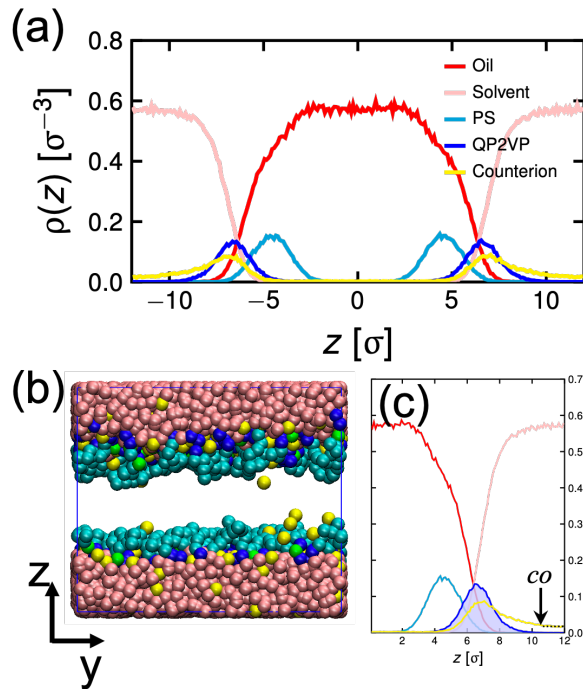 (a)
ρ(z) [σ⁻³]
0.8
0.6
0.4
0.2
0.0
Oil
Solvent
PS
QP2VP
Counterion
−10
−5
0
5
10
z [σ]
(b)
z
y
(c)
0.7
0.6
0.5
0.4
0.3
0.2
0.1
0.0
co
2
4
6
8
10
12
z [σ]